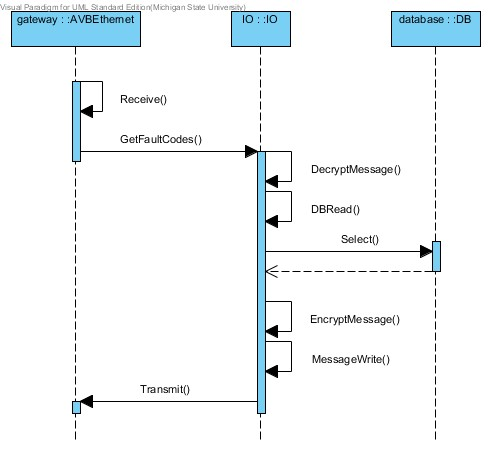 Visual Paradigm for UML Standard Edition(Michigan State University)
gateway : :AVBEthernet
IO : :IO
database : :DB
Receive()
GetFaultCodes()
DecryptMessage()
DBRead()
Select()
EncryptMessage()
MessageWrite()
Transmit()